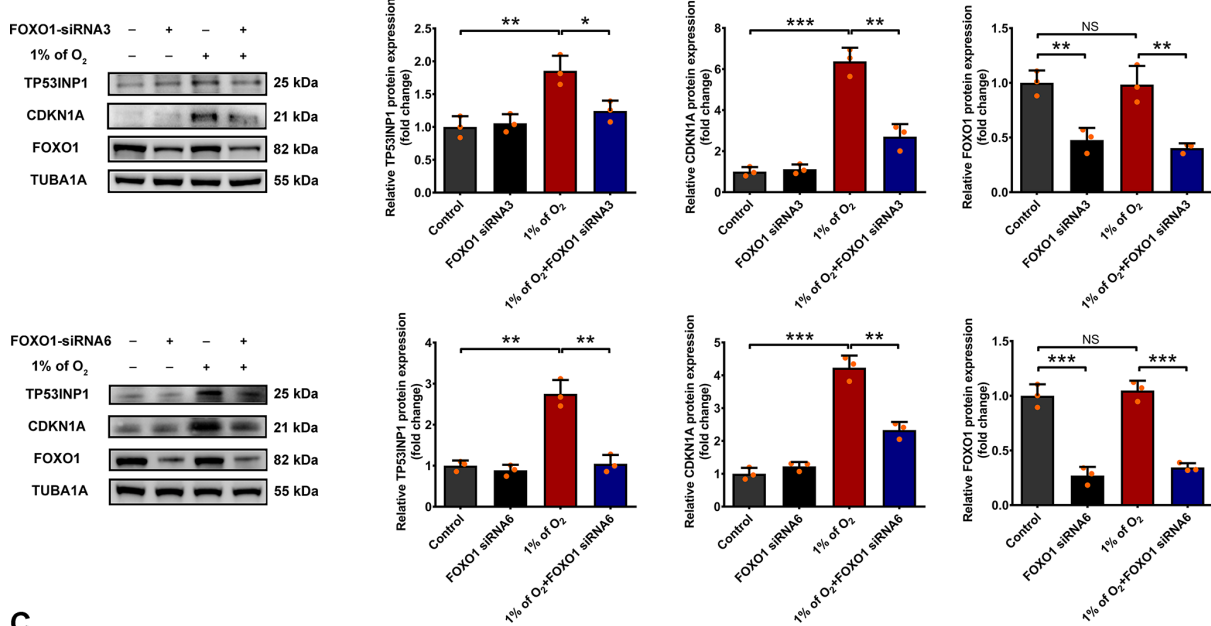 FOXO1-siRNA3 – + – +
1% of O2 – – + +
TP53INP1 25 kDa
CDKN1A 21 kDa
FOXO1 82 kDa
TUBA1A 55 kDa
Relative TP53INP1 protein expression
(fold change)
2.5
2.0
1.5
1.0
0.5
0.0
** *
Control
FOXO1 siRNA3
1% of O2
1% of O2+FOXO1 siRNA3
Relative CDKN1A protein expression
(fold change)
8
6
4
2
0
*** **
Control
FOXO1 siRNA3
1% of O2
1% of O2+FOXO1 siRNA3
Relative FOXO1 protein expression
(fold change)
1.5
1.0
0.5
0.0
NS
** **
Control
FOXO1 siRNA3
1% of O2
1% of O2+FOXO1 siRNA3
FOXO1-siRNA6 – + – +
1% of O2 – – + +
TP53INP1 25 kDa
CDKN1A 21 kDa
FOXO1 82 kDa
TUBA1A 55 kDa
Relative TP53INP1 protein expression
(fold change)
4
3
2
1
0
** **
Control
FOXO1 siRNA6
1% of O2
1% of O2+FOXO1 siRNA6
Relative CDKN1A protein expression
(fold change)
5
4
3
2
1
0
*** **
Control
FOXO1 siRNA6
1% of O2
1% of O2+FOXO1 siRNA6
Relative FOXO1 protein expression
(fold change)
1.5
1.0
0.5
0.0
NS
*** ***
Control
FOXO1 siRNA6
1% of O2
1% of O2+FOXO1 siRNA6
C